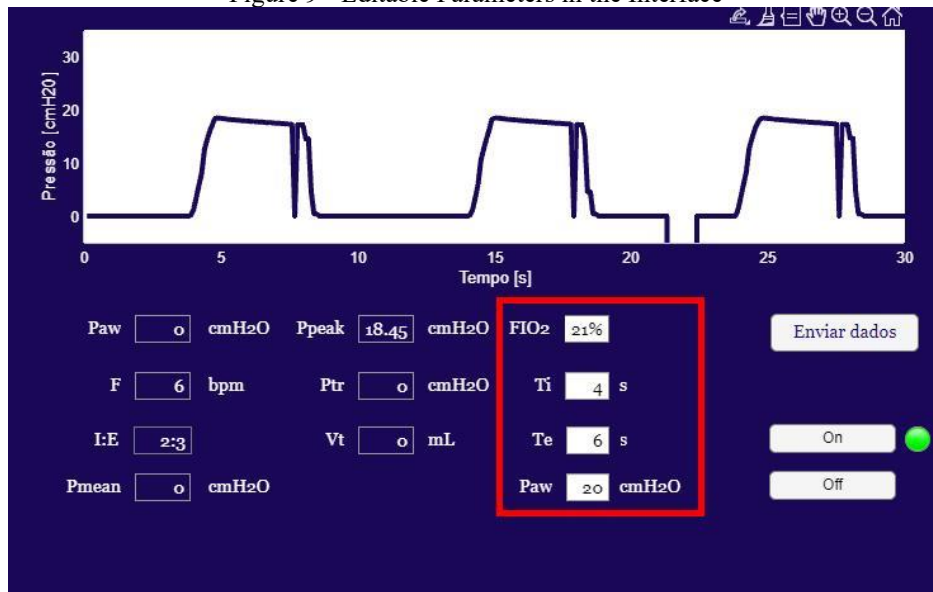 Figure 9 - Editable Parameters in the Interface
30
20
10
0
Pressão [cmH20]
0 5 10 15 20 25 30
Tempo [s]
Paw 0 cmH2O Ppeak 18.45 cmH2O FIO2 21% Enviar dados
F 6 bpm Ptr 0 cmH2O Ti 4 s
I:E 2:3 Vt 0 mL Te 6 s On
Pmean 0 cmH2O Paw 20 cmH2O Off